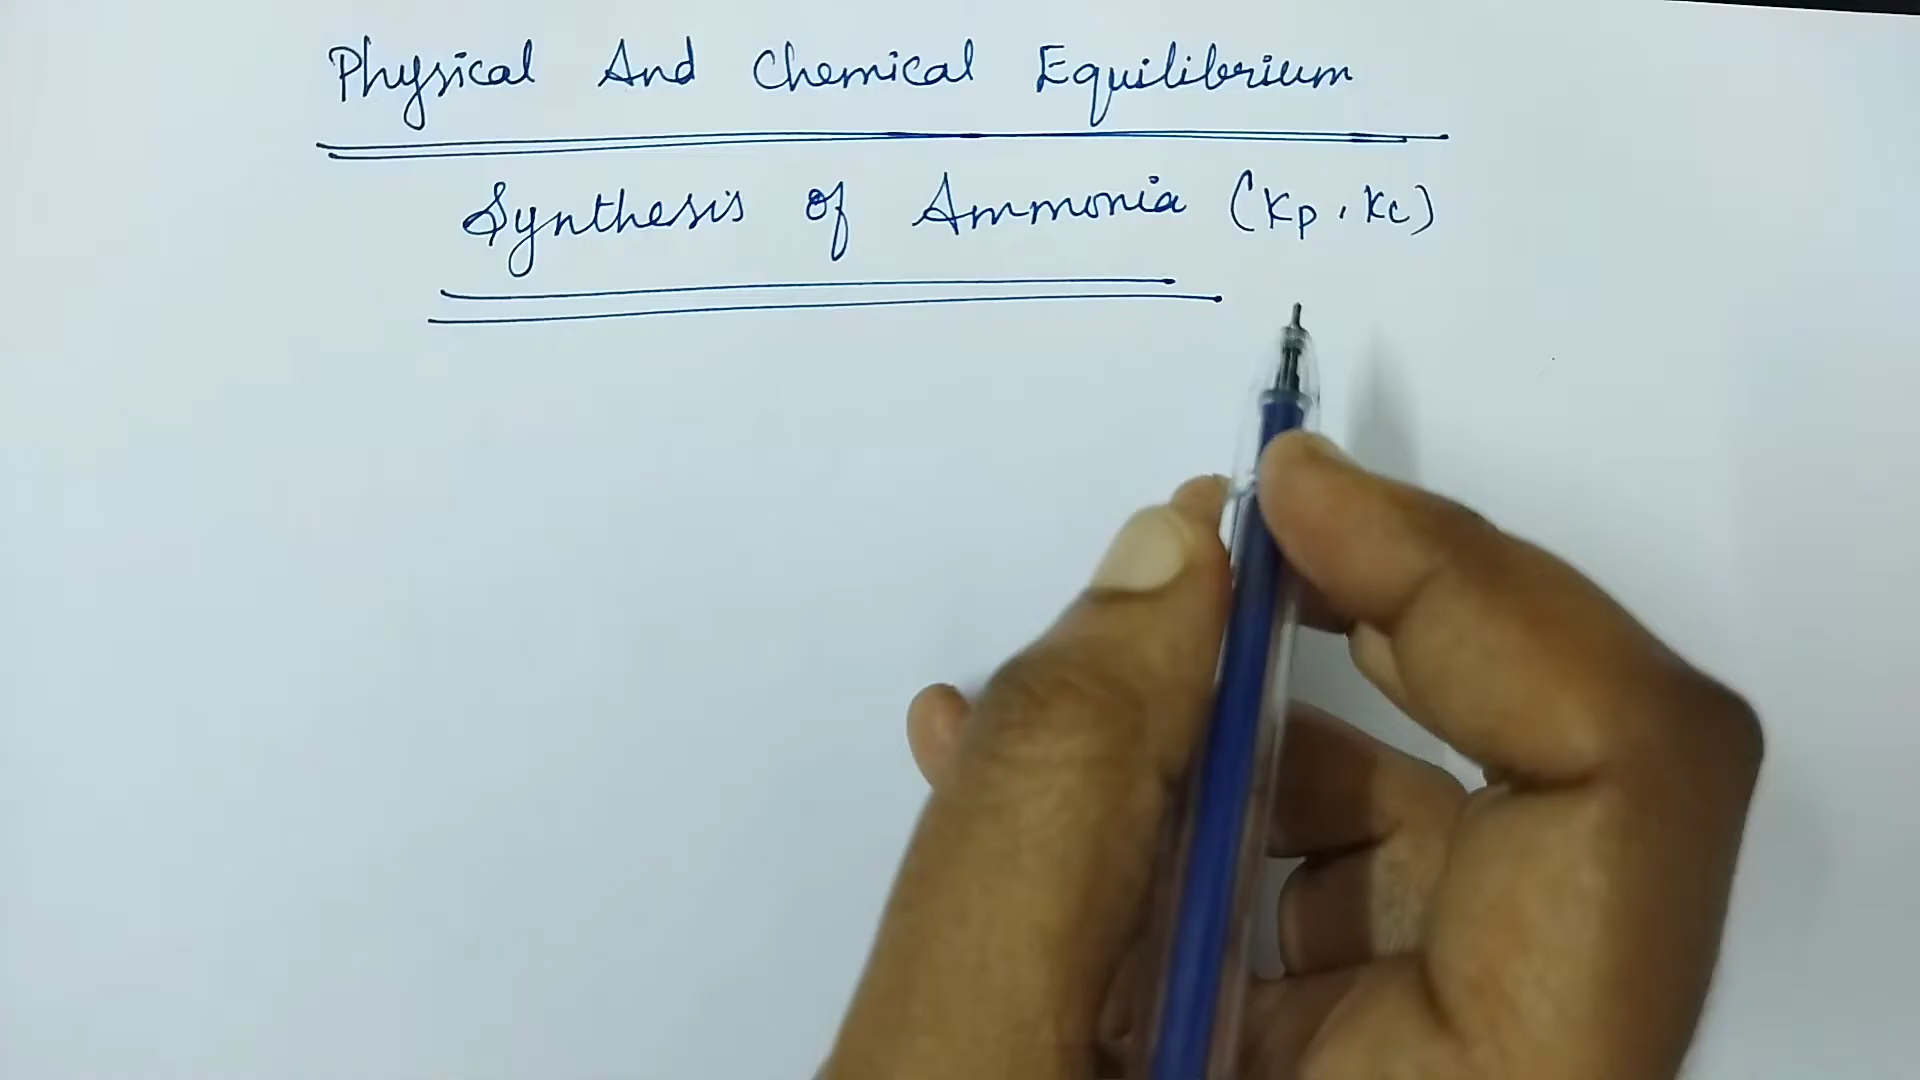 Physical And Chemical Equilibrium
Synthesis of Ammonia (Kp, Kc)